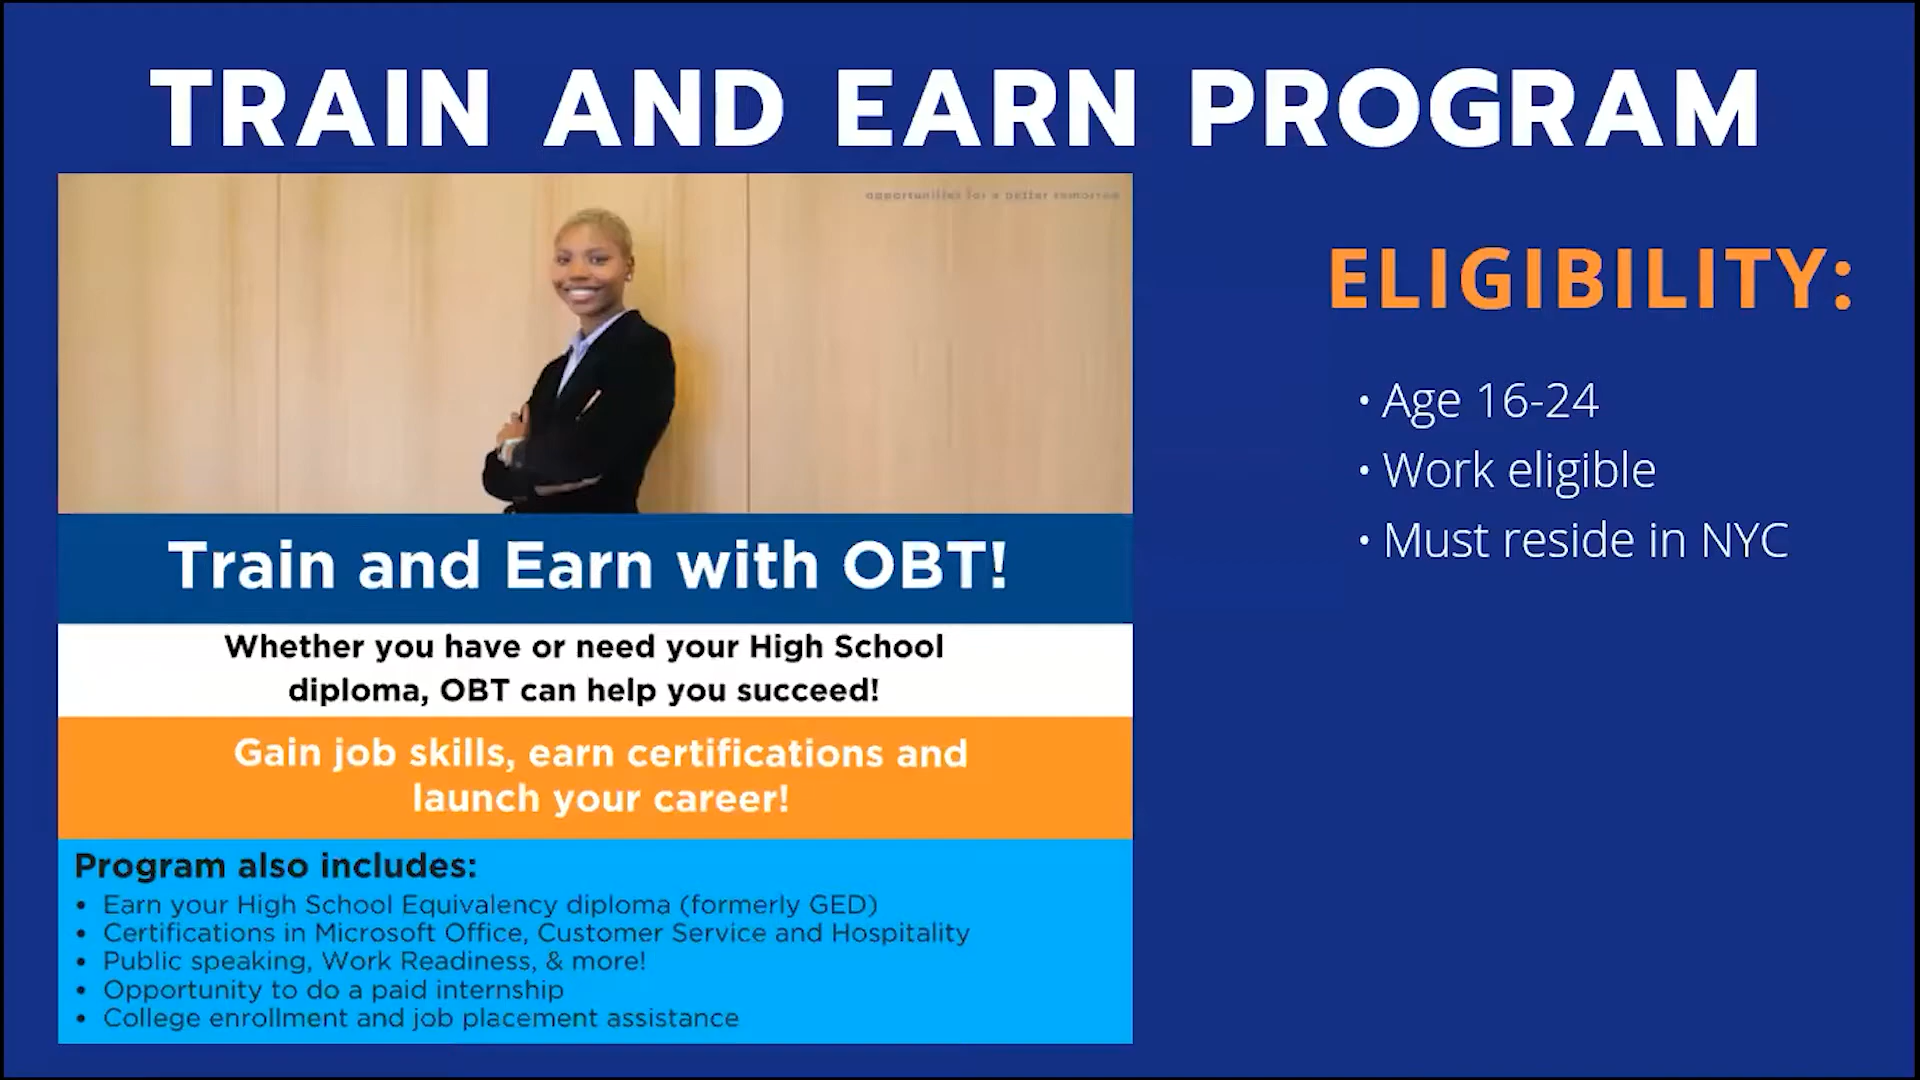 TRAIN AND EARN PROGRAM
opportunities for a better tomorrow
Train and Earn with OBT!
Whether you have or need your High School
diploma, OBT can help you succeed!
Gain job skills, earn certifications and
launch your career!
Program also includes:
• Earn your High School Equivalency diploma (formerly GED)
• Certifications in Microsoft Office, Customer Service and Hospitality
• Public speaking, Work Readiness, & more!
• Opportunity to do a paid internship
• College enrollment and job placement assistance
ELIGIBILITY:
• Age 16-24
• Work eligible
• Must reside in NYC